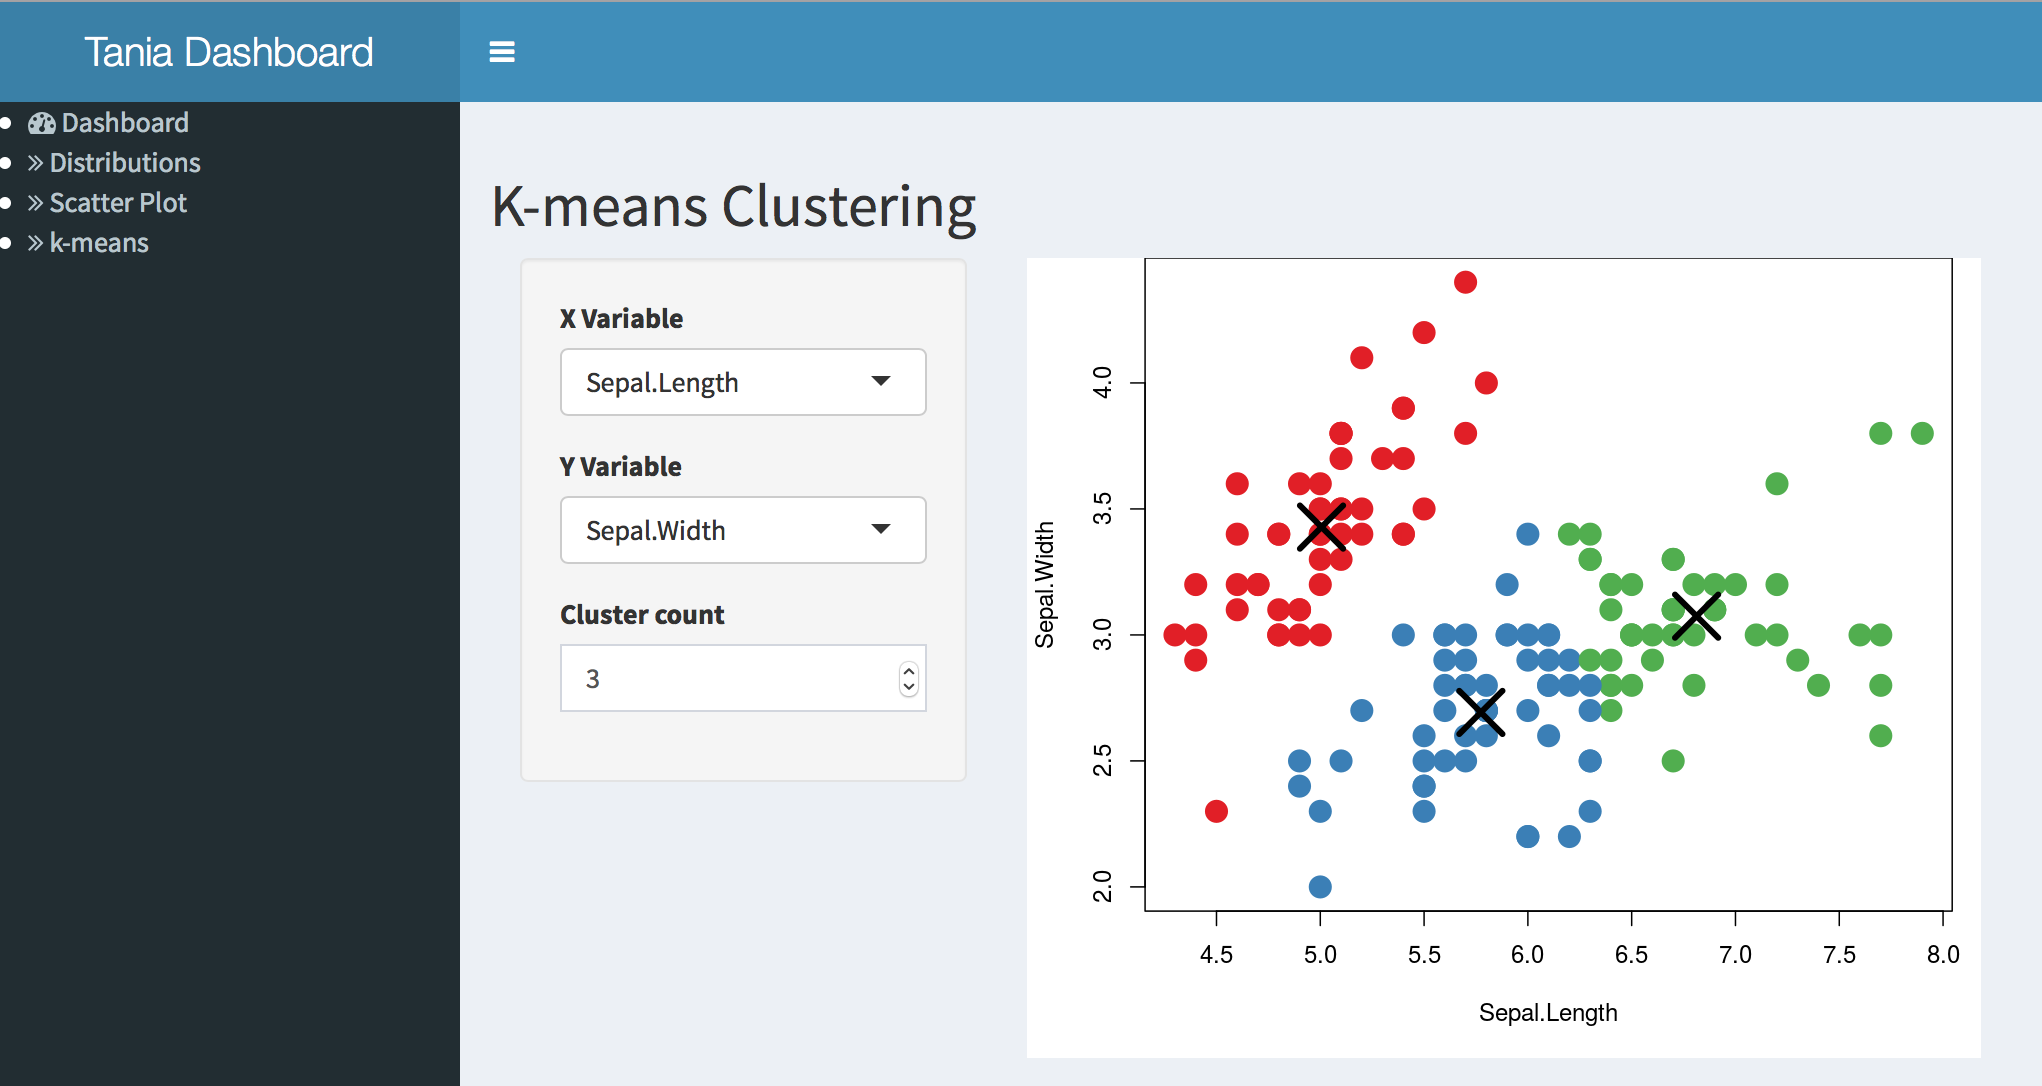 Tania Dashboard
Dashboard
Distributions
Scatter Plot
k-means
K-means Clustering
X Variable
Sepal.Length
Y Variable
Sepal.Width
Cluster count
3
Sepal.Width
4.0
3.5
3.0
2.5
2.0
4.5 5.0 5.5 6.0 6.5 7.0 7.5 8.0
Sepal.Length